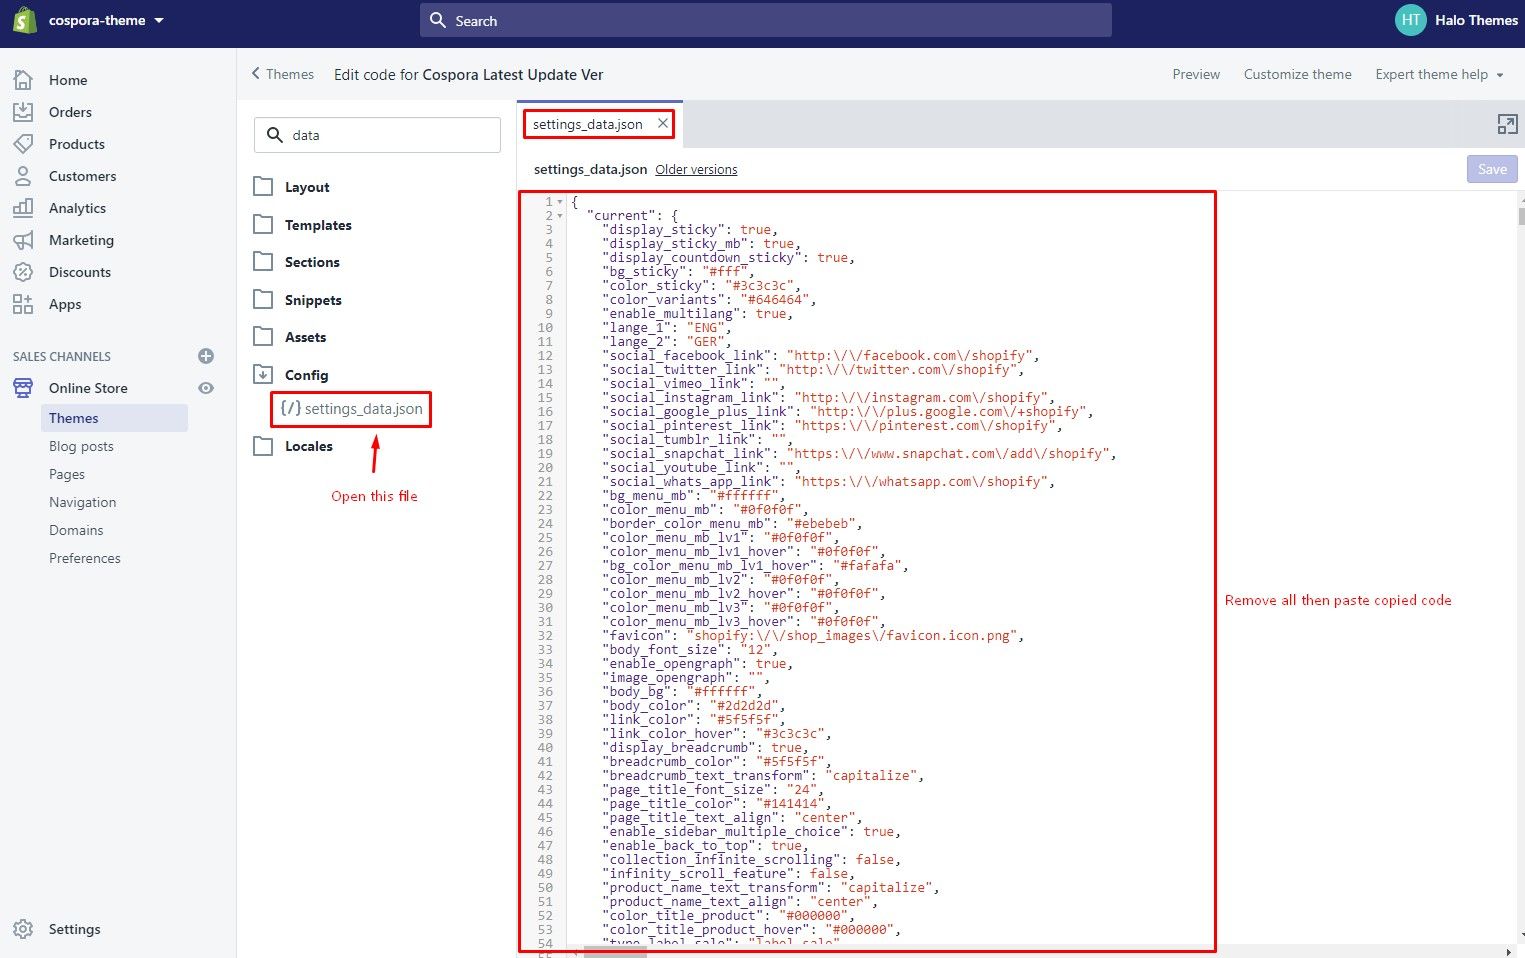 cospora-theme
Search
HT Halo Themes
Home
Orders
Products
Customers
Analytics
Marketing
Discounts
Apps
SALES CHANNELS
Online Store
Themes
Blog posts
Pages
Navigation
Domains
Preferences
Settings
Themes Edit code for Cospora Latest Update Ver
Preview Customize theme Expert theme help
data
Layout
Templates
Sections
Snippets
Assets
Config
{/} settings_data.json
Locales
Open this file
settings_data.json ×
settings_data.json Older versions
Save
1 {
2 "current": {
3 "display_sticky": true,
4 "display_sticky_mb": true,
5 "display_countdown_sticky": true,
6 "bg_sticky": "#fff",
7 "color_sticky": "#3c3c3c",
8 "color_variants": "#646464",
9 "enable_multilang": true,
10 "lange_1": "ENG",
11 "lange_2": "GER",
12 "social_facebook_link": "http:\/\/facebook.com\/shopify",
13 "social_twitter_link": "http:\/\/twitter.com\/shopify",
14 "social_vimeo_link": "",
15 "social_instagram_link": "http:\/\/instagram.com\/shopify",
16 "social_google_plus_link": "http:\/\/plus.google.com\/+shopify",
17 "social_pinterest_link": "https:\/\/pinterest.com\/shopify",
18 "social_tumblr_link": "",
19 "social_snapchat_link": "https:\/\/www.snapchat.com\/add\/shopify",
20 "social_youtube_link": "",
21 "social_whats_app_link": "https:\/\/whatsapp.com\/shopify",
22 "bg_menu_mb": "#ffffff",
23 "color_menu_mb": "#0f0f0f",
24 "border_color_menu_mb": "#ebebeb",
25 "color_menu_mb_lv1": "#0f0f0f",
26 "color_menu_mb_lv1_hover": "#0f0f0f",
27 "bg_color_menu_mb_lv1_hover": "#fafafa",
28 "color_menu_mb_lv2": "#0f0f0f",
29 "color_menu_mb_lv2_hover": "#0f0f0f",
30 "color_menu_mb_lv3": "#0f0f0f",
31 "color_menu_mb_lv3_hover": "#0f0f0f",
32 "favicon": "shopify:\/\/shop_images\/favicon.icon.png",
33 "body_font_size": "12",
34 "enable_opengraph": true,
35 "image_opengraph": "",
36 "body_bg": "#ffffff",
37 "body_color": "#2d2d2d",
38 "link_color": "#5f5f5f",
39 "link_color_hover": "#3c3c3c",
40 "display_breadcrumb": true,
41 "breadcrumb_color": "#5f5f5f",
42 "breadcrumb_text_transform": "capitalize",
43 "page_title_font_size": "24",
44 "page_title_color": "#141414",
45 "page_title_text_align": "center",
46 "enable_sidebar_multiple_choice": true,
47 "enable_back_to_top": true,
48 "collection_infinite_scrolling": false,
49 "infinity_scroll_feature": false,
50 "product_name_text_transform": "capitalize",
51 "product_name_text_align": "center",
52 "color_title_product": "#000000",
53 "color_title_product_hover": "#000000",
54 "type_label_sale": "label_sale"
Remove all then paste copied code